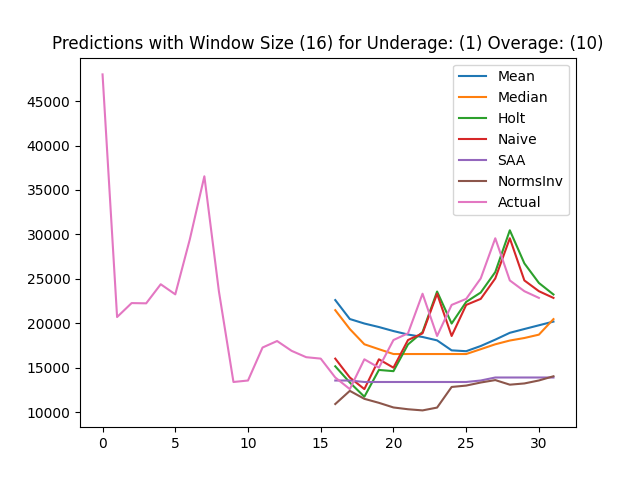 Predictions with Window Size (16) for Underage: (1) Overage: (10)
Mean
Median
Holt
Naive
SAA
NormsInv
Actual
45000
40000
35000
30000
25000
20000
15000
10000
0 5 10 15 20 25 30